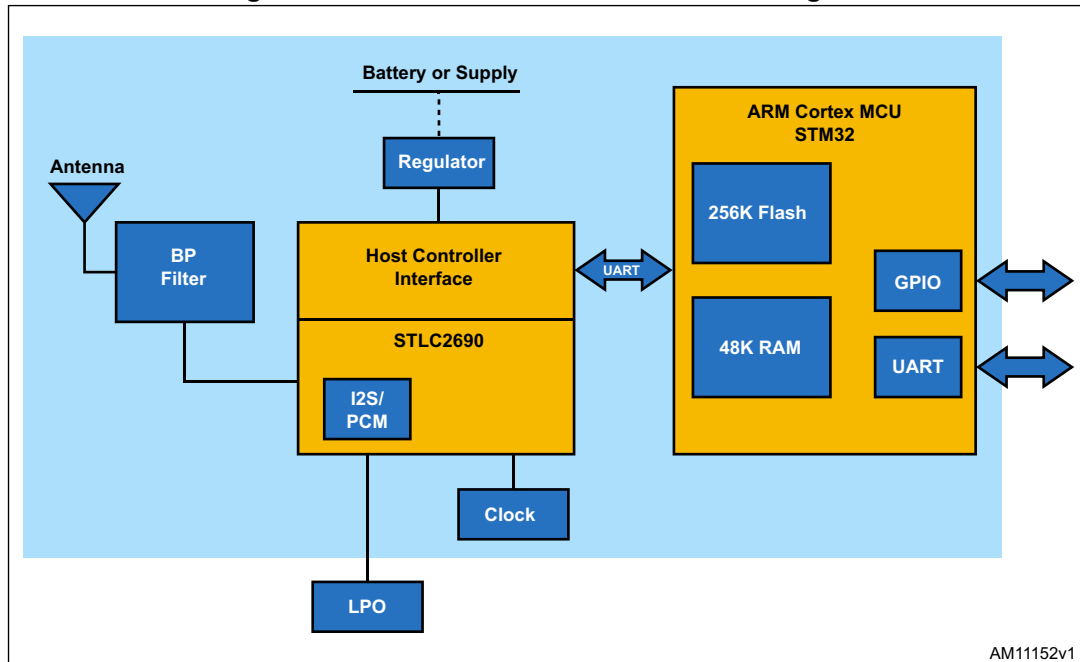 Battery or Supply
ARM Cortex MCU
STM32
Antenna
Regulator
256K Flash
BP
Filter
Host Controller
Interface
UART
GPIO
STLC2690
48K RAM
UART
I2S/
PCM
Clock
LPO
AM11152v1